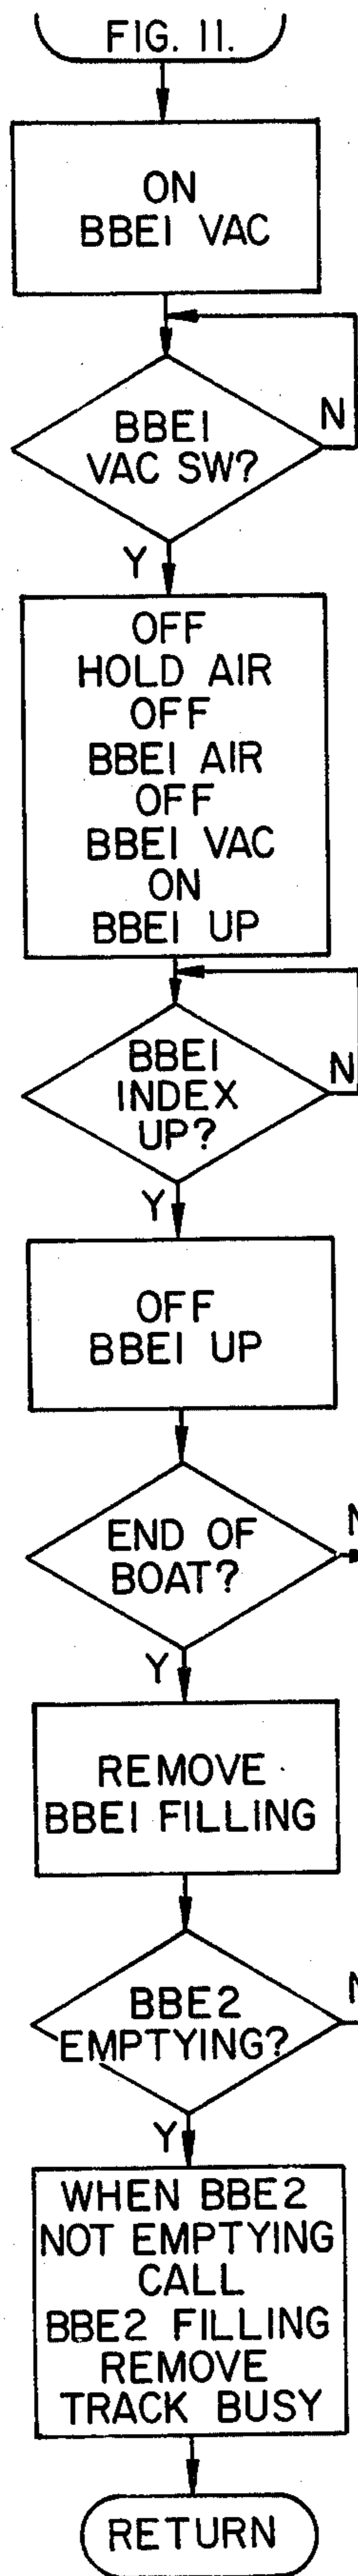 FIG. 11.
ON
BBE1 VAC
BBE1
VAC SW?
N
Y
OFF
HOLD AIR
OFF
BBE1 AIR
OFF
BBE1 VAC
ON
BBE1 UP
BBE1
INDEX
UP?
N
Y
OFF
BBE1 UP
END OF
BOAT?
N
Y
REMOVE
BBE1 FILLING
BBE2
EMPTYING?
N
Y
WHEN BBE2
NOT EMPTYING
CALL
BBE2 FILLING
REMOVE
TRACK BUSY
RETURN